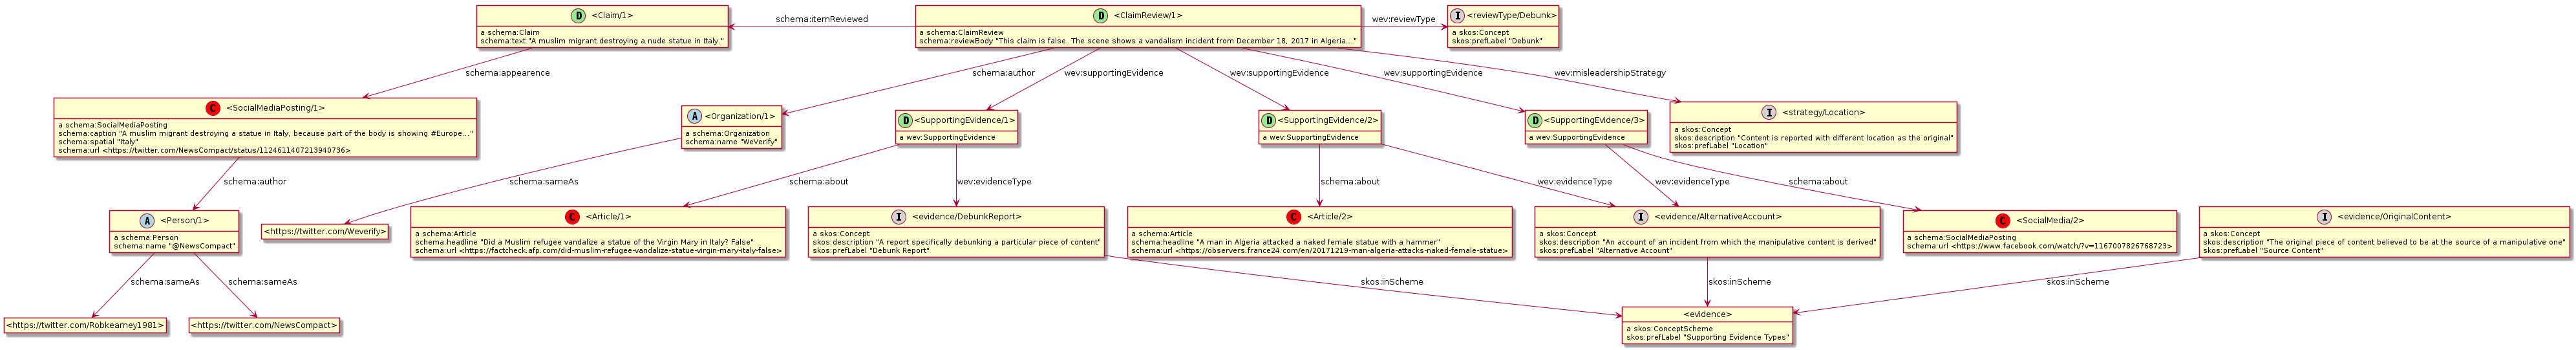 D <Claim/1>
a schema:Claim
schema:text "A muslim migrant destroying a nude statue in Italy."
schema:itemReviewed
D <ClaimReview/1>
a schema:ClaimReview
schema:reviewBody "This claim is false. The scene shows a vandalism incident from December 18, 2017 in Algeria..."
wev:reviewType
I <reviewType/Debunk>
a skos:Concept
skos:prefLabel "Debunk"
schema:appearence
schema:author
wev:supportingEvidence
wev:supportingEvidence
wev:supportingEvidence
wev:misleadershipStrategy
C <SocialMediaPosting/1>
a schema:SocialMediaPosting
schema:caption "A muslim migrant destroying a statue in Italy, because part of the body is showing #Europe..."
schema:spatial "Italy"
schema:url <https://twitter.com/NewsCompact/status/1124611407213940736>
A <Organization/1>
a schema:Organization
schema:name "WeVerify"
D <SupportingEvidence/1>
a wev:SupportingEvidence
D <SupportingEvidence/2>
a wev:SupportingEvidence
D <SupportingEvidence/3>
a wev:SupportingEvidence
I <strategy/Location>
a skos:Concept
skos:description "Content is reported with different location as the original"
skos:prefLabel "Location"
schema:author
schema:sameAs
schema:about
wev:evidenceType
schema:about
wev:evidenceType
wev:evidenceType
schema:about
A <Person/1>
a schema:Person
schema:name "@NewsCompact"
<https://twitter.com/Weverify>
C <Article/1>
a schema:Article
schema:headline "Did a Muslim refugee vandalize a statue of the Virgin Mary in Italy? False"
schema:url <https://factcheck.afp.com/did-muslim-refugee-vandalize-statue-virgin-mary-italy-false>
I <evidence/DebunkReport>
a skos:Concept
skos:description "A report specifically debunking a particular piece of content"
skos:prefLabel "Debunk Report"
C <Article/2>
a schema:Article
schema:headline "A man in Algeria attacked a naked female statue with a hammer"
schema:url <https://observers.france24.com/en/20171219-man-algeria-attacks-naked-female-statue>
I <evidence/AlternativeAccount>
a skos:Concept
skos:description "An account of an incident from which the manipulative content is derived"
skos:prefLabel "Alternative Account"
C <SocialMedia/2>
a schema:SocialMediaPosting
schema:url <https://www.facebook.com/watch/?v=1167007826768723>
I <evidence/OriginalContent>
a skos:Concept
skos:description "The original piece of content believed to be at the source of a manipulative one"
skos:prefLabel "Source Content"
schema:sameAs
schema:sameAs
skos:inScheme
skos:inScheme
skos:inScheme
<https://twitter.com/Robkearney1981>
<https://twitter.com/NewsCompact>
<evidence>
a skos:ConceptScheme
skos:prefLabel "Supporting Evidence Types"